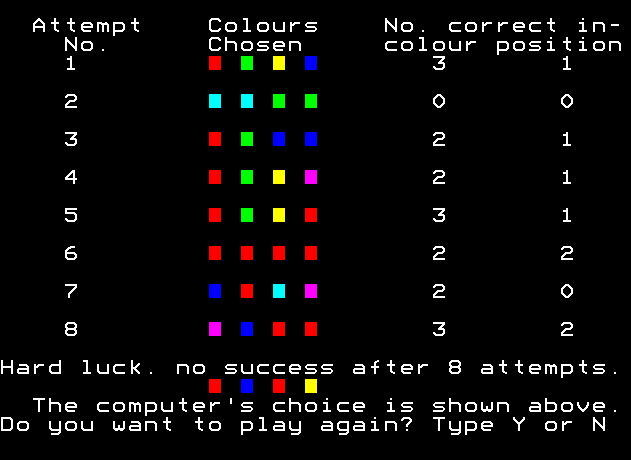 Attempt Colours No. correct in-
No. Chosen colour position
1 3 1
2 0 0
3 2 1
4 2 1
5 3 1
6 2 2
7 2 0
8 3 2
Hard luck. no success after 8 attempts.
The computer's choice is shown above.
Do you want to play again? Type Y or N